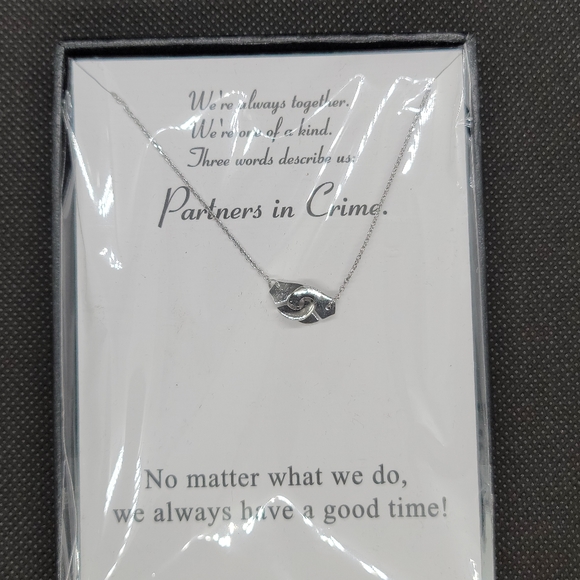 We're always together.
We're one of a kind.
Three words describe us:
Partners in Crime.
No matter what we do,
we always have a good time!